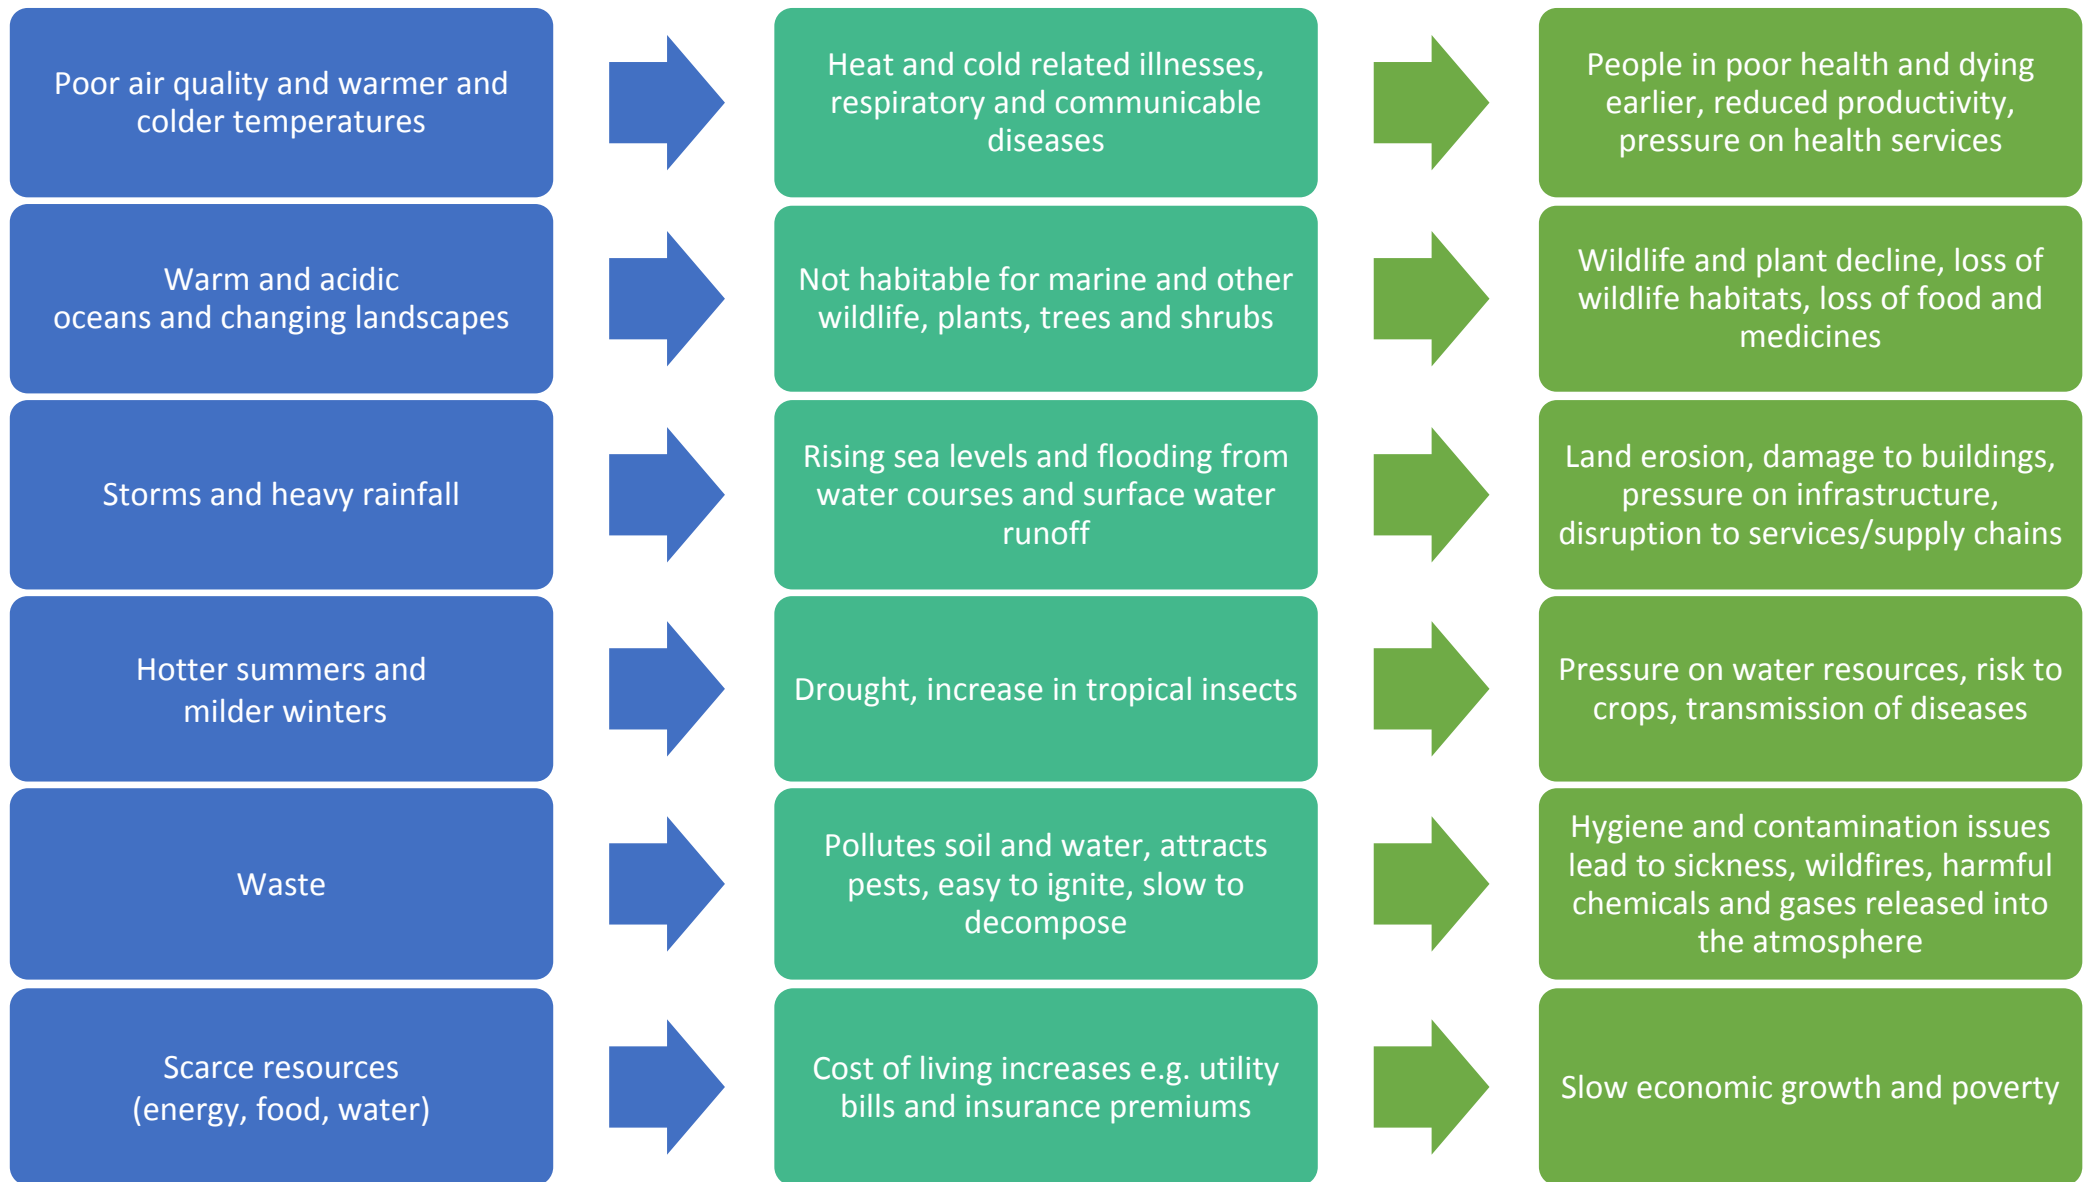 Poor air quality and warmer and
colder temperatures
Heat and cold related illnesses,
respiratory and communicable
diseases
People in poor health and dying
earlier, reduced productivity,
pressure on health services
Warm and acidic
oceans and changing landscapes
Not habitable for marine and other
wildlife, plants, trees and shrubs
Wildlife and plant decline, loss of
wildlife habitats, loss of food and
medicines
Storms and heavy rainfall
Rising sea levels and flooding from
water courses and surface water
runoff
Land erosion, damage to buildings,
pressure on infrastructure,
disruption to services/supply chains
Hotter summers and
milder winters
Drought, increase in tropical insects
Pressure on water resources, risk to
crops, transmission of diseases
Waste
Pollutes soil and water, attracts
pests, easy to ignite, slow to
decompose
Hygiene and contamination issues
lead to sickness, wildfires, harmful
chemicals and gases released into
the atmosphere
Scarce resources
(energy, food, water)
Cost of living increases e.g. utility
bills and insurance premiums
Slow economic growth and poverty